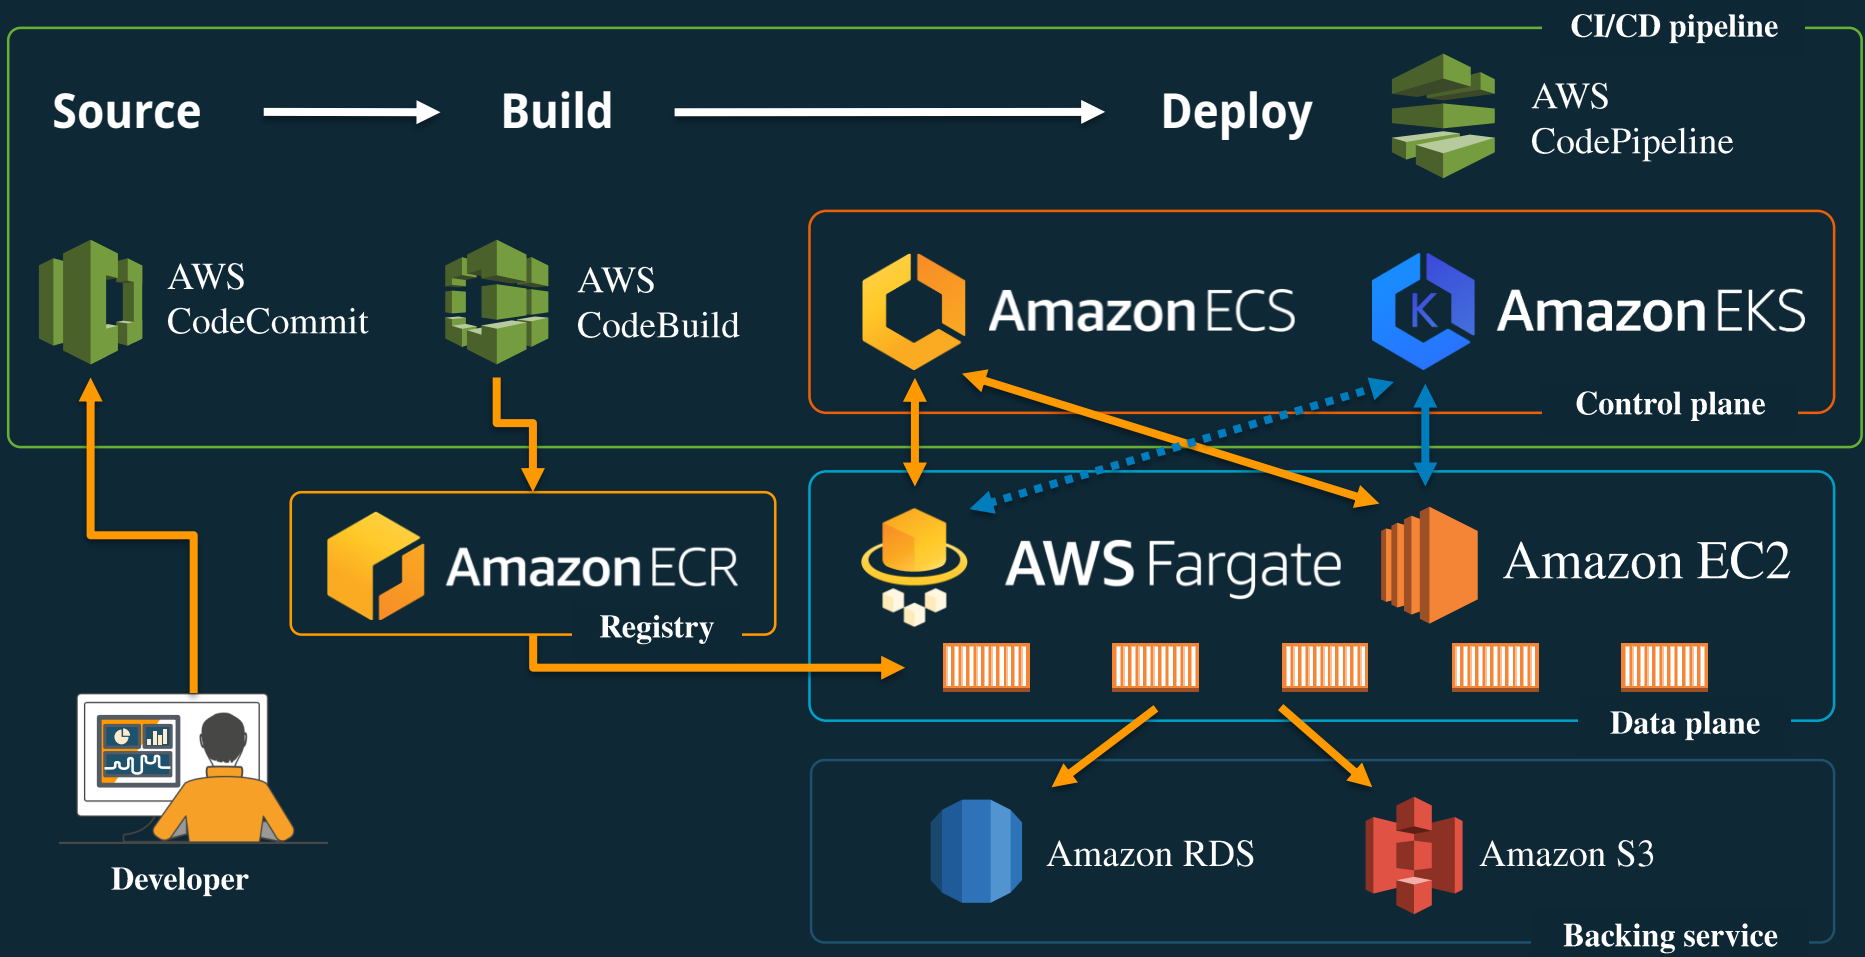 CI/CD pipeline
Source
Build
Deploy
AWS
CodePipeline
AWS
CodeCommit
AWS
CodeBuild
Amazon ECS
K
Amazon EKS
Control plane
Amazon ECR
Registry
AWS Fargate
Amazon EC2
Data plane
Developer
Amazon RDS
Amazon S3
Backing service